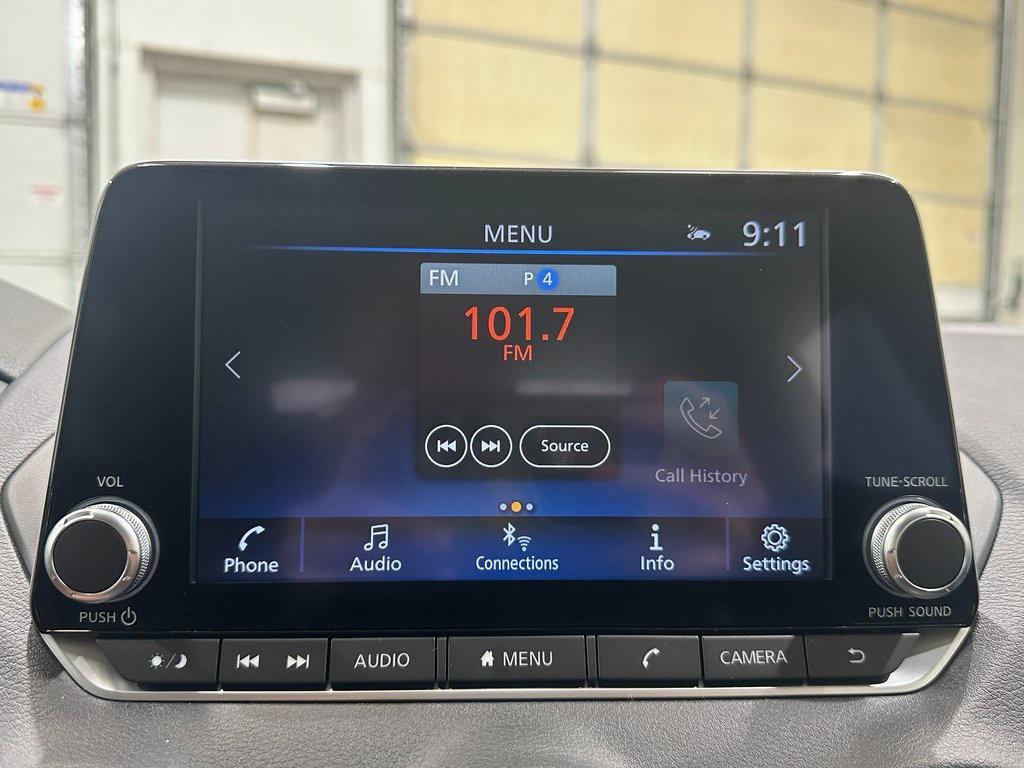 MENU
9:11
FM P 4
101.7
FM
Source
Call History
VOL
TUNE-SCROLL
Phone
Audio
Connections
Info
Settings
PUSH
PUSH SOUND
AUDIO
MENU
CAMERA